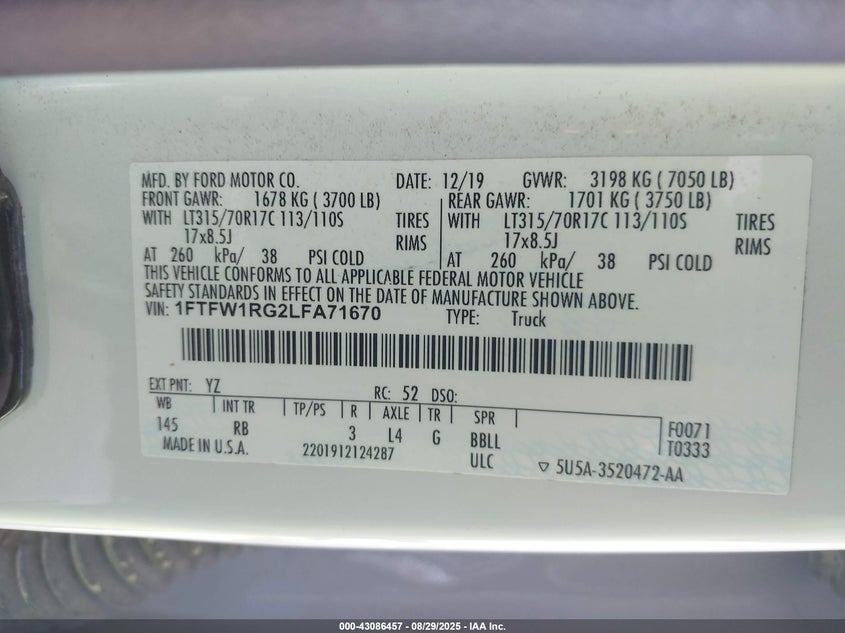 MFD. BY FORD MOTOR CO. DATE: 12/19 GVWR: 3198 KG ( 7050 LB)
FRONT GAWR: 1678 KG ( 3700 LB) REAR GAWR: 1701 KG ( 3750 LB)
WITH LT315/70R17C 113/110S TIRES WITH LT315/70R17C 113/110S TIRES
17x8.5J RIMS 17x8.5J RIMS
AT 260 kPa/ 38 PSI COLD AT 260 kPa/ 38 PSI COLD
THIS VEHICLE CONFORMS TO ALL APPLICABLE FEDERAL MOTOR VEHICLE
SAFETY STANDARDS IN EFFECT ON THE DATE OF MANUFACTURE SHOWN ABOVE.
VIN: 1FTFW1RG2LFA71670 TYPE: Truck
EXT PNT: YZ RC: 52 DSO:
WB INT TR TP/PS R AXLE TR SPR
145 RB 3 L4 G BBLL F0071
MADE IN U.S.A. 2201912124287 ULC T0333
▽ 5U5A-3520472-AA
000-43086457 - 08/29/2025 - IAA Inc.